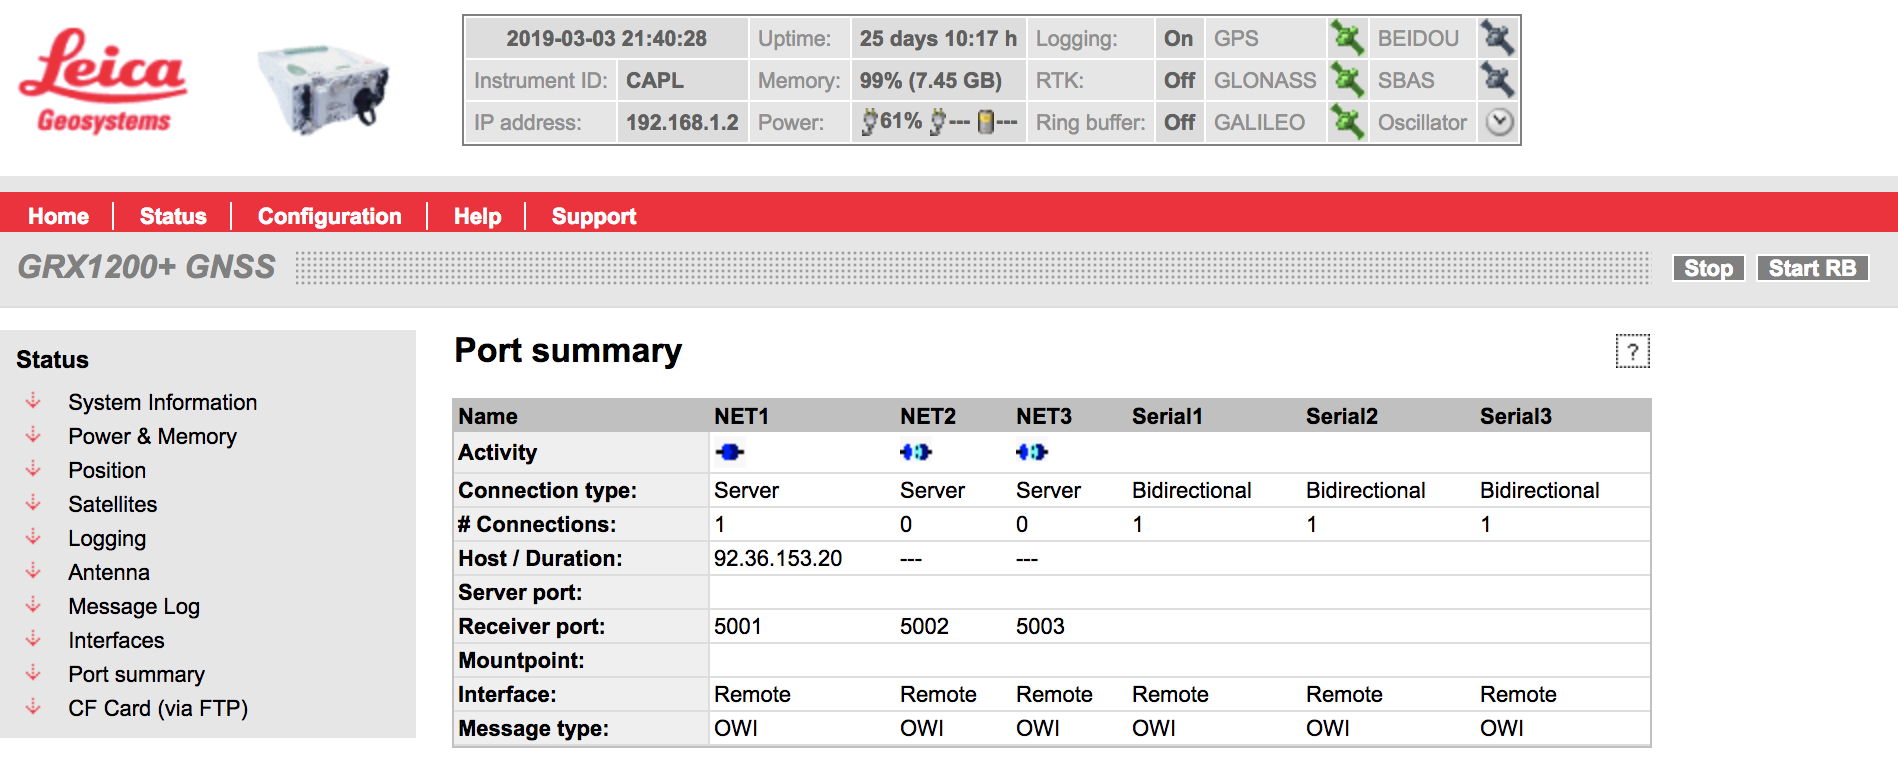 Leica
Geosystems
2019-03-03 21:40:28 Uptime: 25 days 10:17 h Logging: On GPS BEIDOU
Instrument ID: CAPL Memory: 99% (7.45 GB) RTK: Off GLONASS SBAS
IP address: 192.168.1.2 Power: 61% --- --- Ring buffer: Off GALILEO Oscillator
Home Status Configuration Help Support
GRX1200+ GNSS Stop Start RB
Status
System Information
Power & Memory
Position
Satellites
Logging
Antenna
Message Log
Interfaces
Port summary
CF Card (via FTP)
Port summary ?
Name NET1 NET2 NET3 Serial1 Serial2 Serial3
Activity
Connection type: Server Server Server Bidirectional Bidirectional Bidirectional
# Connections: 1 0 0 1 1 1
Host / Duration: 92.36.153.20 --- ---
Server port:
Receiver port: 5001 5002 5003
Mountpoint:
Interface: Remote Remote Remote Remote Remote Remote
Message type: OWI OWI OWI OWI OWI OWI